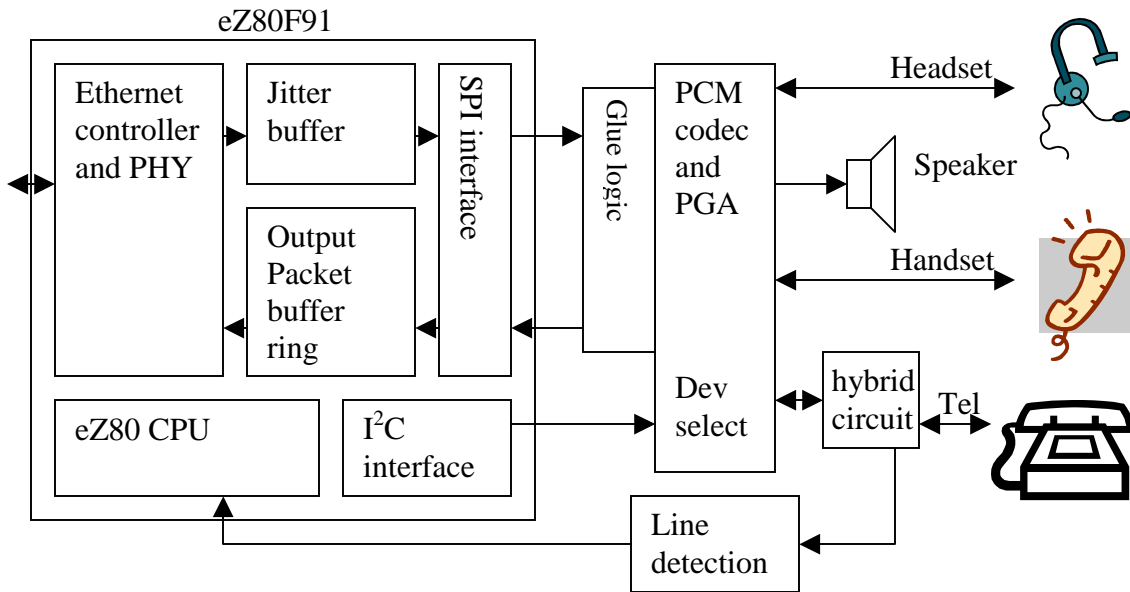 eZ80F91
Ethernet
controller
and PHY
Jitter
buffer
SPI interface
Output
Packet
buffer
ring
eZ80 CPU
I²C
interface
Glue logic
PCM
codec
and
PGA
Dev
select
Headset
Speaker
Handset
hybrid
circuit
Tel
Line
detection